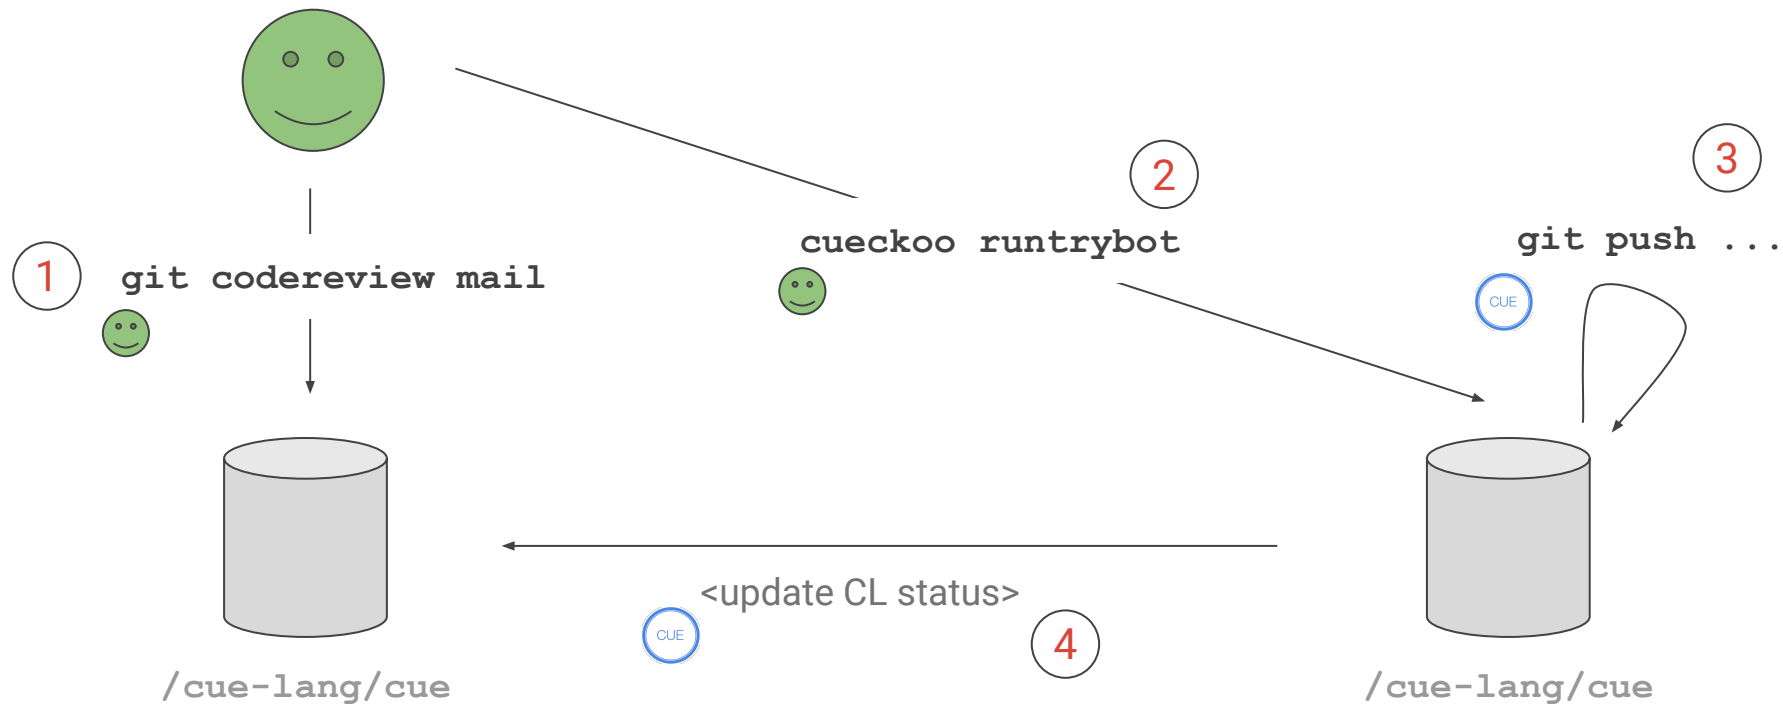 2
3
cueckoo runtrybot
git push ...
1
git codereview mail
CUE
<update CL status>
CUE
4
/cue-lang/cue
/cue-lang/cue